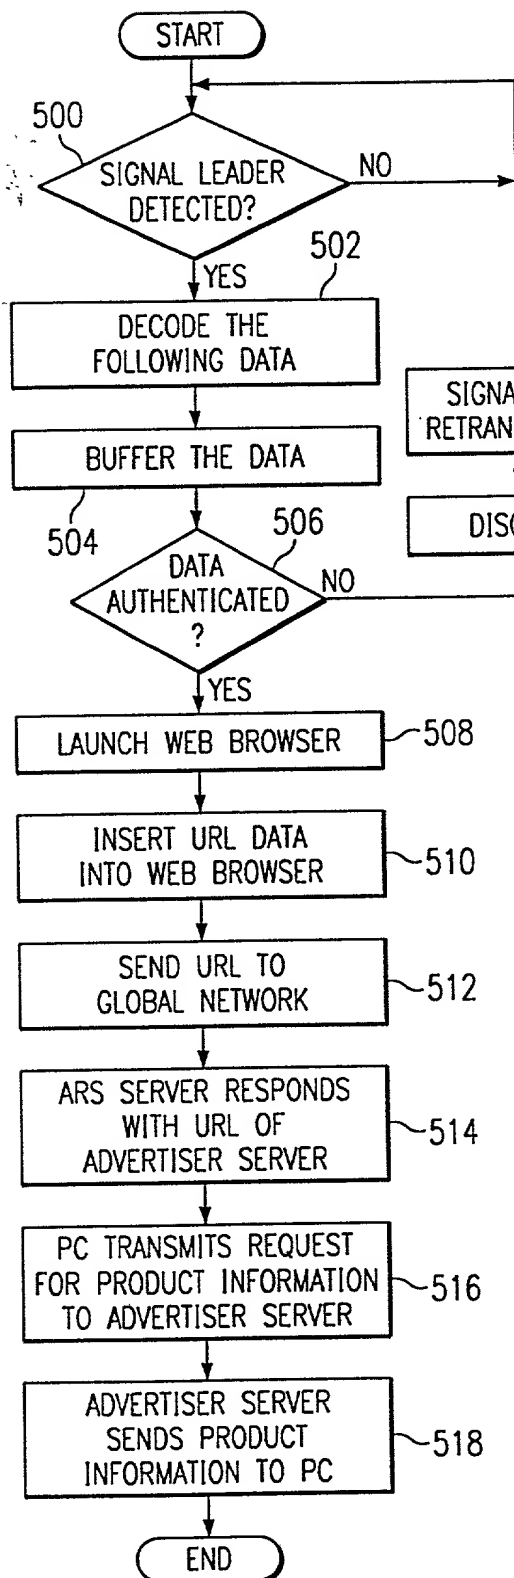 START
500
SIGNAL LEADER
DETECTED?
NO
YES
502
DECODE THE
FOLLOWING DATA
BUFFER THE DATA
504
506
DATA
AUTHENTICATED
?
NO
YES
LAUNCH WEB BROWSER
508
INSERT URL DATA
INTO WEB BROWSER
510
SEND URL TO
GLOBAL NETWORK
512
ARS SERVER RESPONDS
WITH URL OF
ADVERTISER SERVER
514
PC TRANSMITS REQUEST
FOR PRODUCT INFORMATION
TO ADVERTISER SERVER
516
ADVERTISER SERVER
SENDS PRODUCT
INFORMATION TO PC
518
END